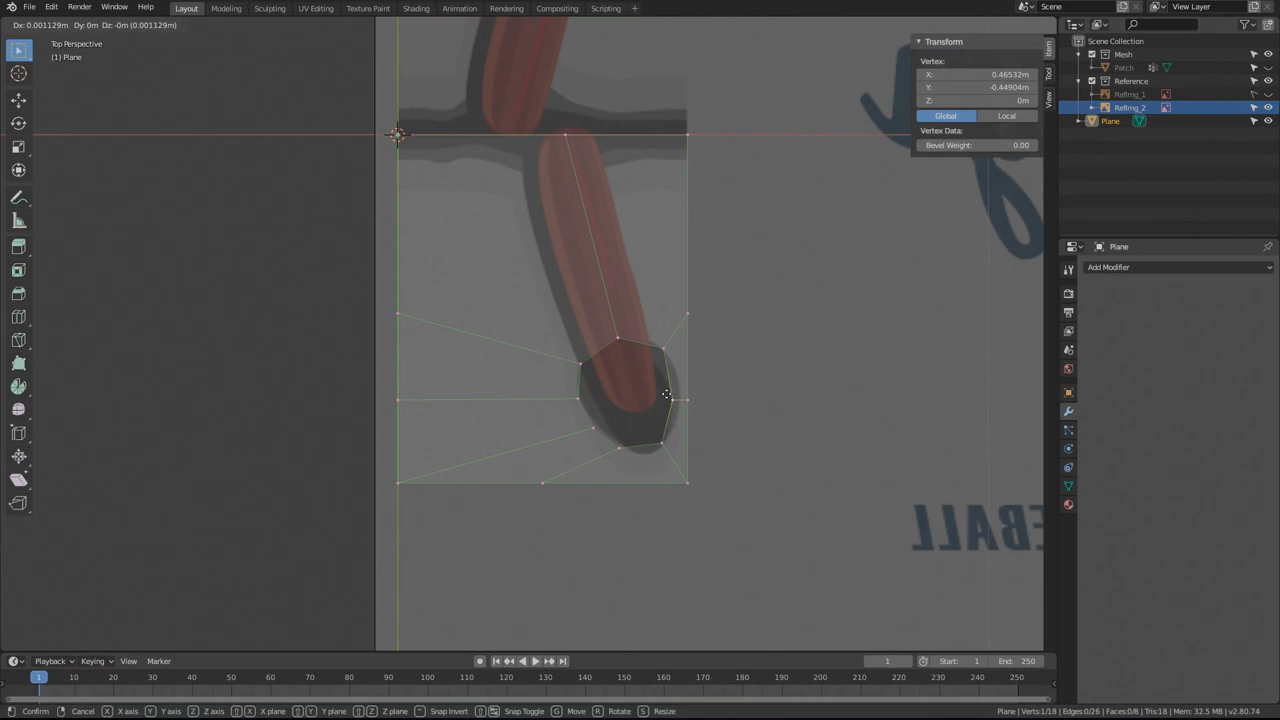 File Edit Render Window Help Layout Modeling Sculpting UV Editing Texture Paint Shading Animation Rendering Compositing Scripting + Scene View Layer
Dx: 0.001129m Dy: 0m Dz: -0m (0.001129m)
Top Perspective
(1) Plane
Transform
Vertex:
X: 0.46532m
Y: -0.44904m
Z: 0m
Global Local
Vertex Data:
Bevel Weight: 0.00
Item
Tool
View
Scene Collection
Mesh
Patch
Reference
RefImg_1
RefImg_2
Plane
Plane
Add Modifier
EBALL
Playback Keying View Marker 1 Start: 1 End: 250
1 10 20 30 40 50 60 70 80 90 100 110 120 130 140 150 160 170 180 190 200 210 220 230 240 250
Confirm Cancel X X axis Y Y axis Z Z axis X X plane Y Y plane Z Z plane Snap Invert Snap Toggle G Move R Rotate S Resize Plane | Verts:1/18 | Edges:0/26 | Faces:0/8 | Tris:18 | Mem: 32.5 MB | v2.80.74